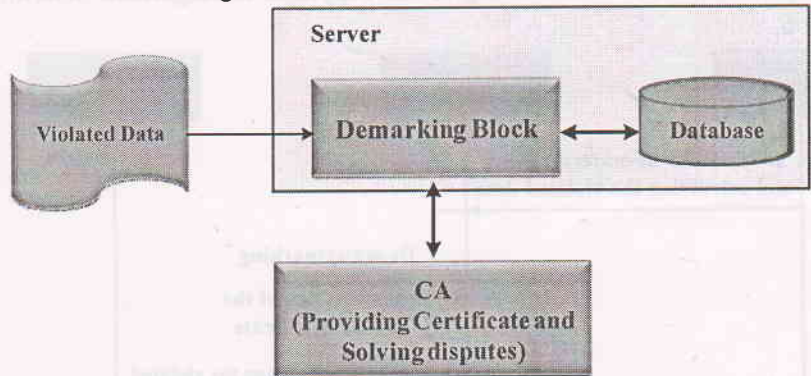 Server
Violated Data
Demarking Block
Database
CA
(Providing Certificate and
Solving disputes)